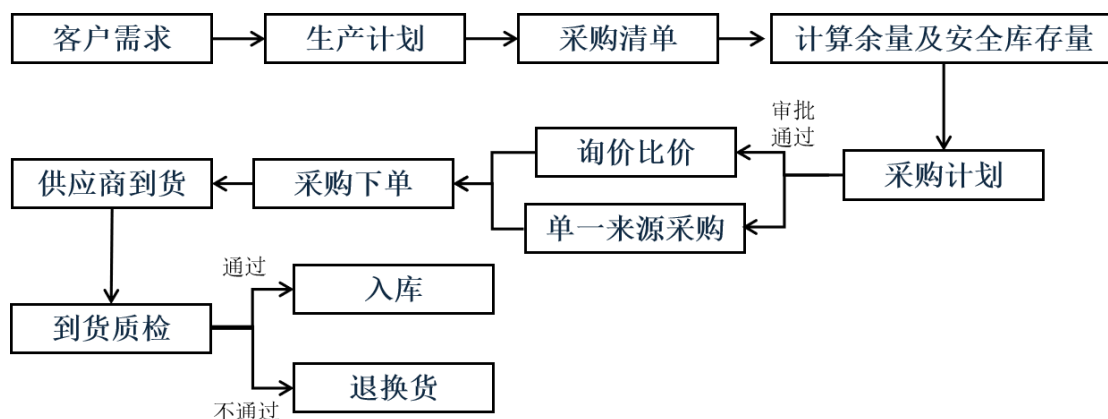 客户需求
生产计划
采购清单
计算余量及安全库存量
审批
通过
采购计划
询价比价
单一来源采购
采购下单
供应商到货
到货质检
通过
入库
不通过
退换货